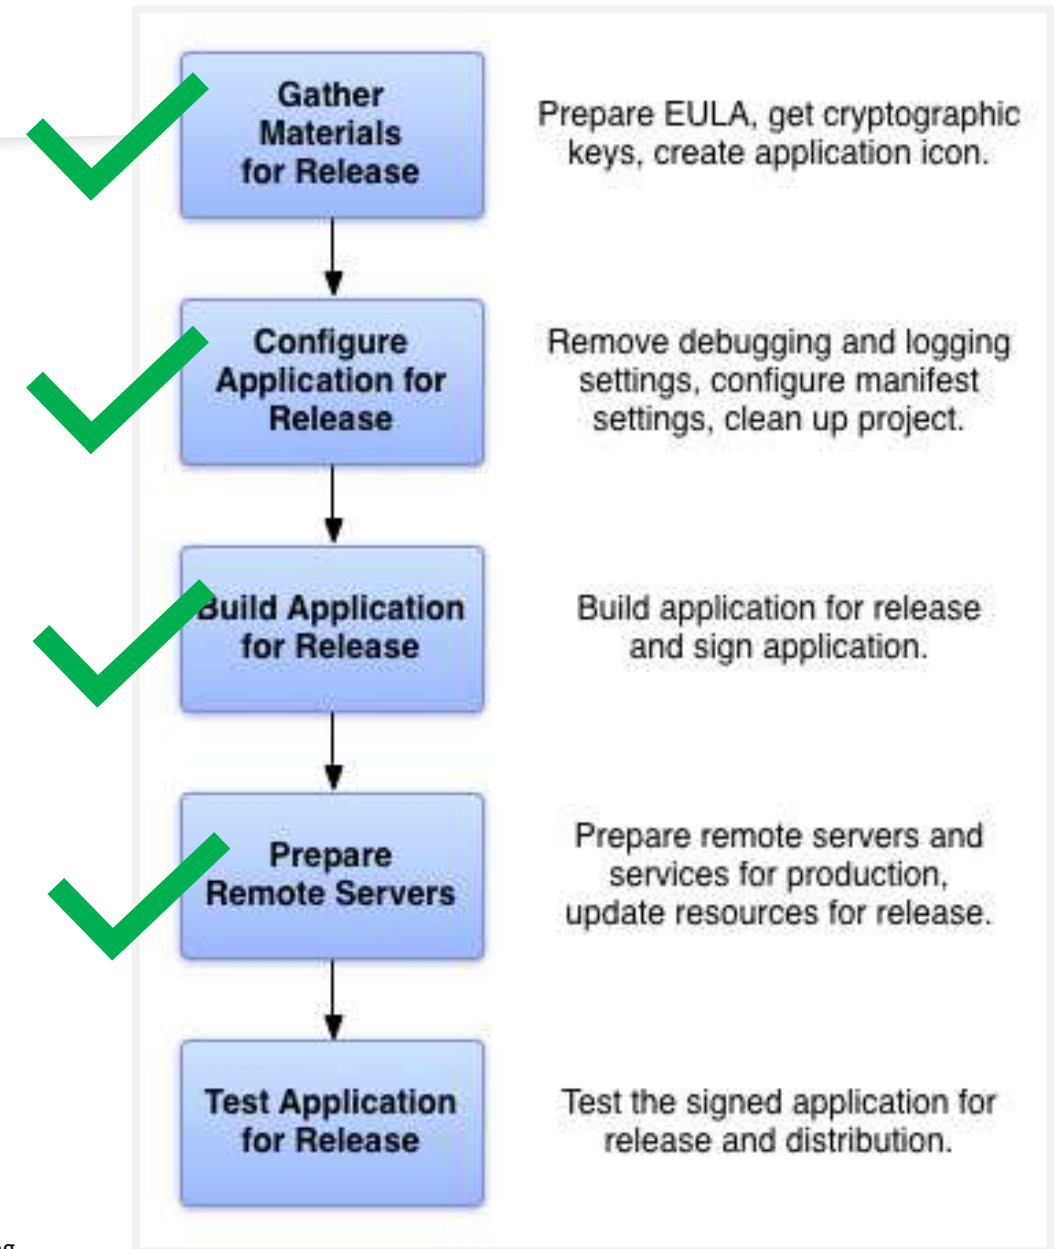 Gather
Materials
for Release
Prepare EULA, get cryptographic
keys, create application icon.
Configure
Application for
Release
Remove debugging and logging
settings, configure manifest
settings, clean up project.
Build Application
for Release
Build application for release
and sign application.
Prepare
Remote Servers
Prepare remote servers and
services for production,
update resources for release.
Test Application
for Release
Test the signed application for
release and distribution.